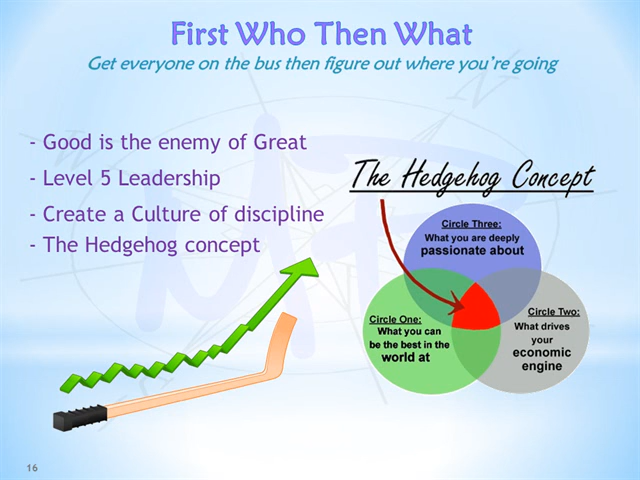 First Who Then What
Get everyone on the bus then figure out where you're going
- Good is the enemy of Great
- Level 5 Leadership
- Create a Culture of discipline
- The Hedgehog concept
The Hedgehog Concept
Circle Three:
What you are deeply
passionate about
Circle One:
What you can
be the best in the
world at
Circle Two:
What drives
your
economic
engine
16